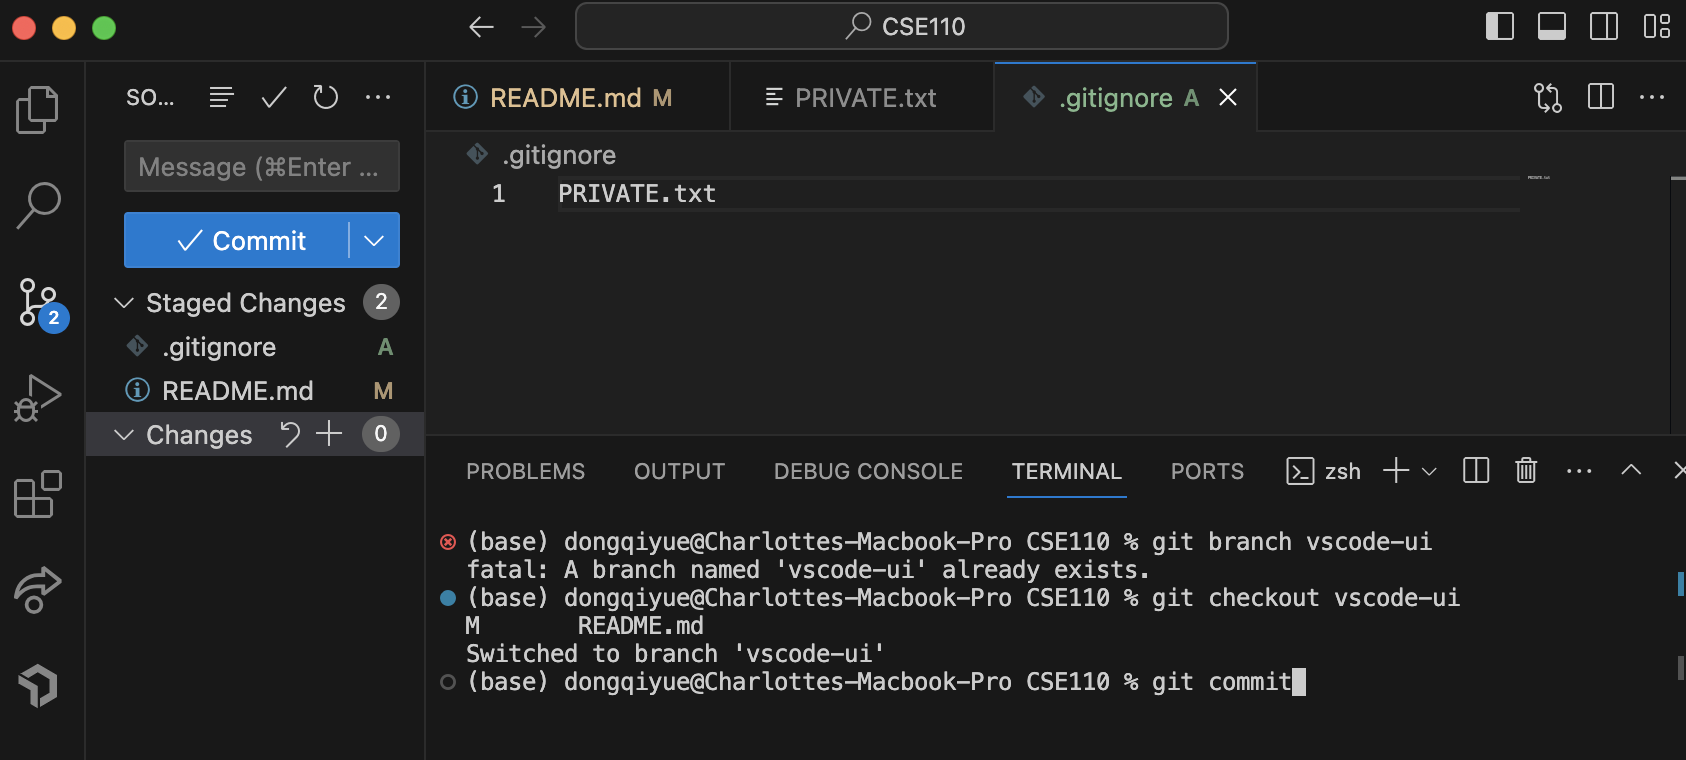 CSE110
SO...
Message (⌘Enter ...
Commit
Staged Changes 2
.gitignore A
README.md M
Changes 0
2
README.md M
PRIVATE.txt
.gitignore A
.gitignore
1 PRIVATE.txt
PROBLEMS OUTPUT DEBUG CONSOLE TERMINAL PORTS zsh
(base) dongqiyue@Charlottes-Macbook-Pro CSE110 % git branch vscode-ui
fatal: A branch named 'vscode-ui' already exists.
(base) dongqiyue@Charlottes-Macbook-Pro CSE110 % git checkout vscode-ui
M README.md
Switched to branch 'vscode-ui'
(base) dongqiyue@Charlottes-Macbook-Pro CSE110 % git commit